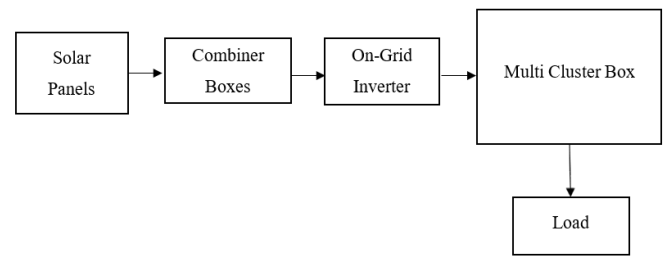 Solar
Panels
Combiner
Boxes
On-Grid
Inverter
Multi Cluster Box
Load